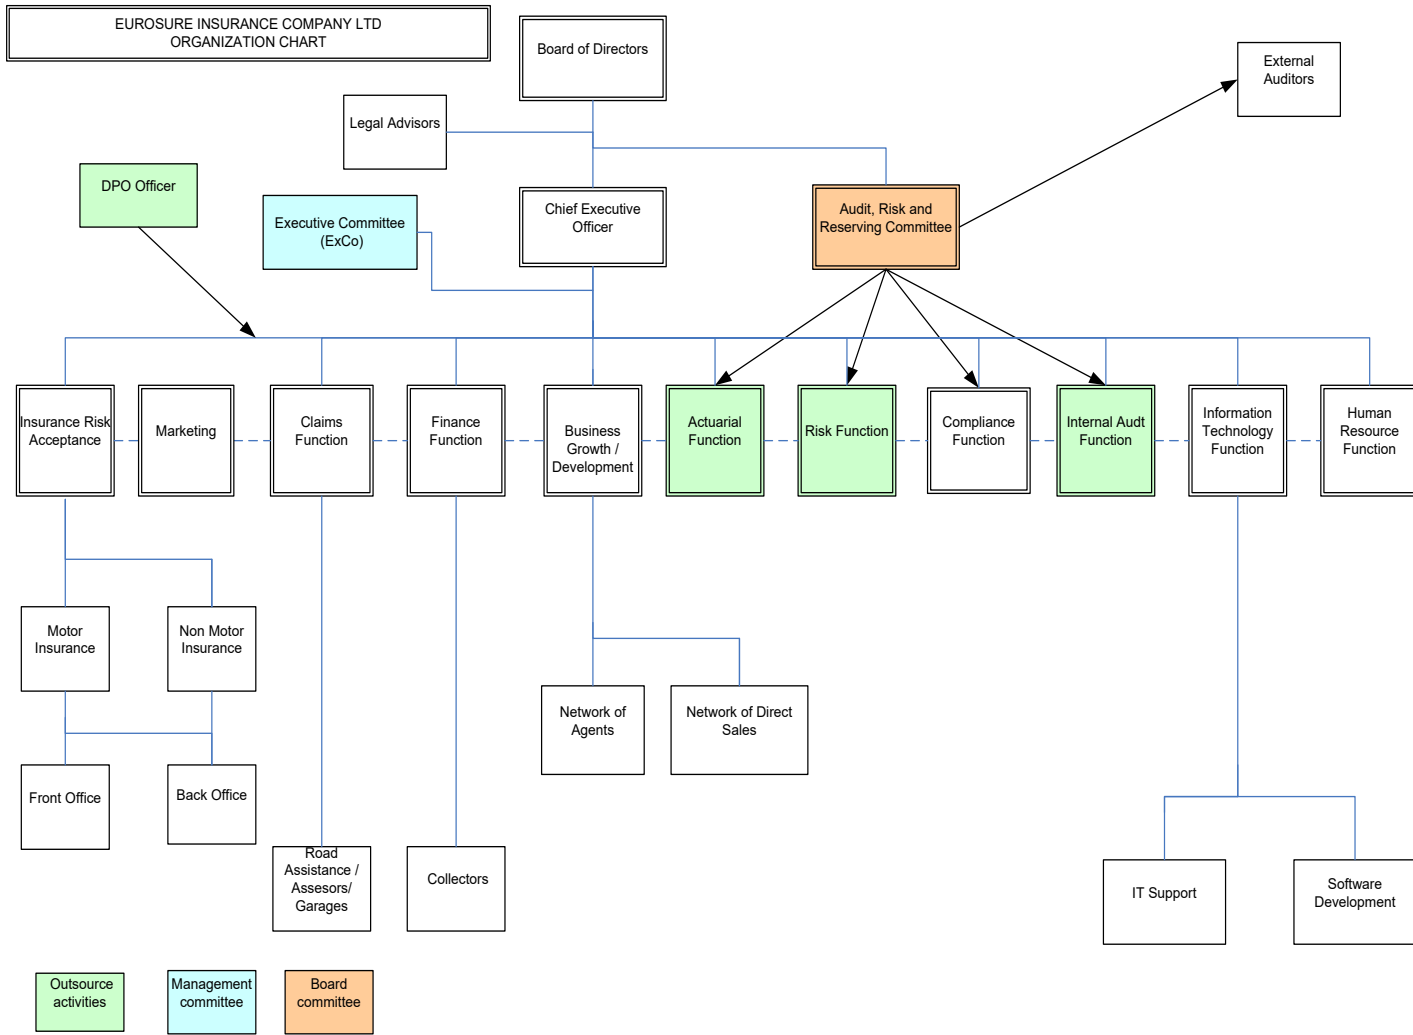 EUROSURE INSURANCE COMPANY LTD
ORGANIZATION CHART
Board of Directors
External
Auditors
Legal Advisors
DPO Officer
Executive Committee
(ExCo)
Chief Executive
Officer
Audit, Risk and
Reserving Committee
Insurance Risk
Acceptance
Marketing
Claims
Function
Finance
Function
Business
Growth /
Development
Actuarial
Function
Risk Function
Compliance
Function
Internal Audt
Function
Information
Technology
Function
Human
Resource
Function
Motor
Insurance
Non Motor
Insurance
Network of
Agents
Network of Direct
Sales
Front Office
Back Office
Road
Assistance /
Assesors/
Garages
Collectors
IT Support
Software
Development
Outsource
activities
Management
committee
Board
committee